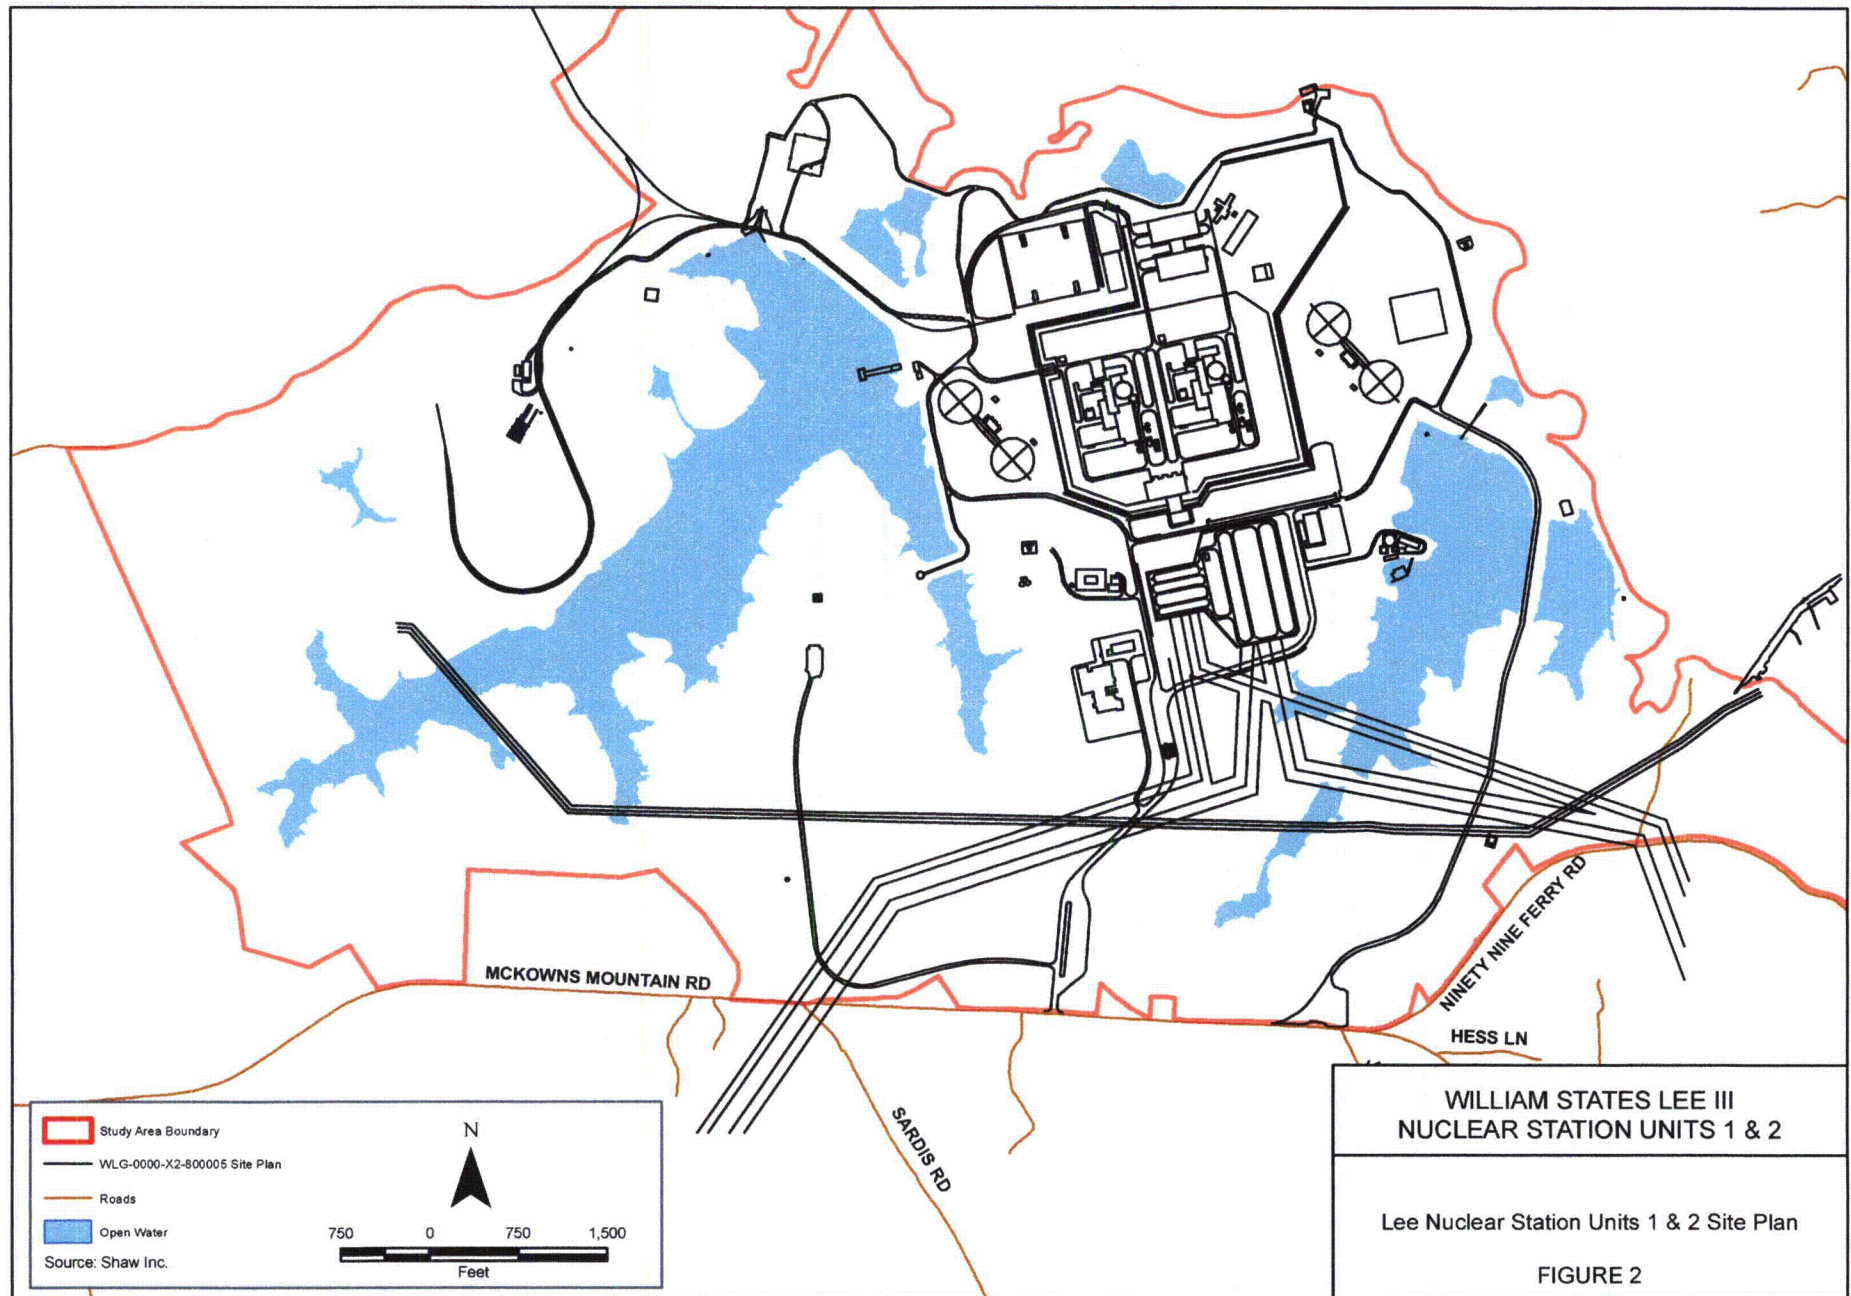 MCKOWNS MOUNTAIN RD
NINETY NINE FERRY RD
HESS LN
SARDIS RD
WILLIAM STATES LEE III
NUCLEAR STATION UNITS 1 & 2
Lee Nuclear Station Units 1 & 2 Site Plan
FIGURE 2
Study Area Boundary
WLG-0000-X2-800005 Site Plan
Roads
Open Water
Source: Shaw Inc.
N
750 0 750 1,500
Feet